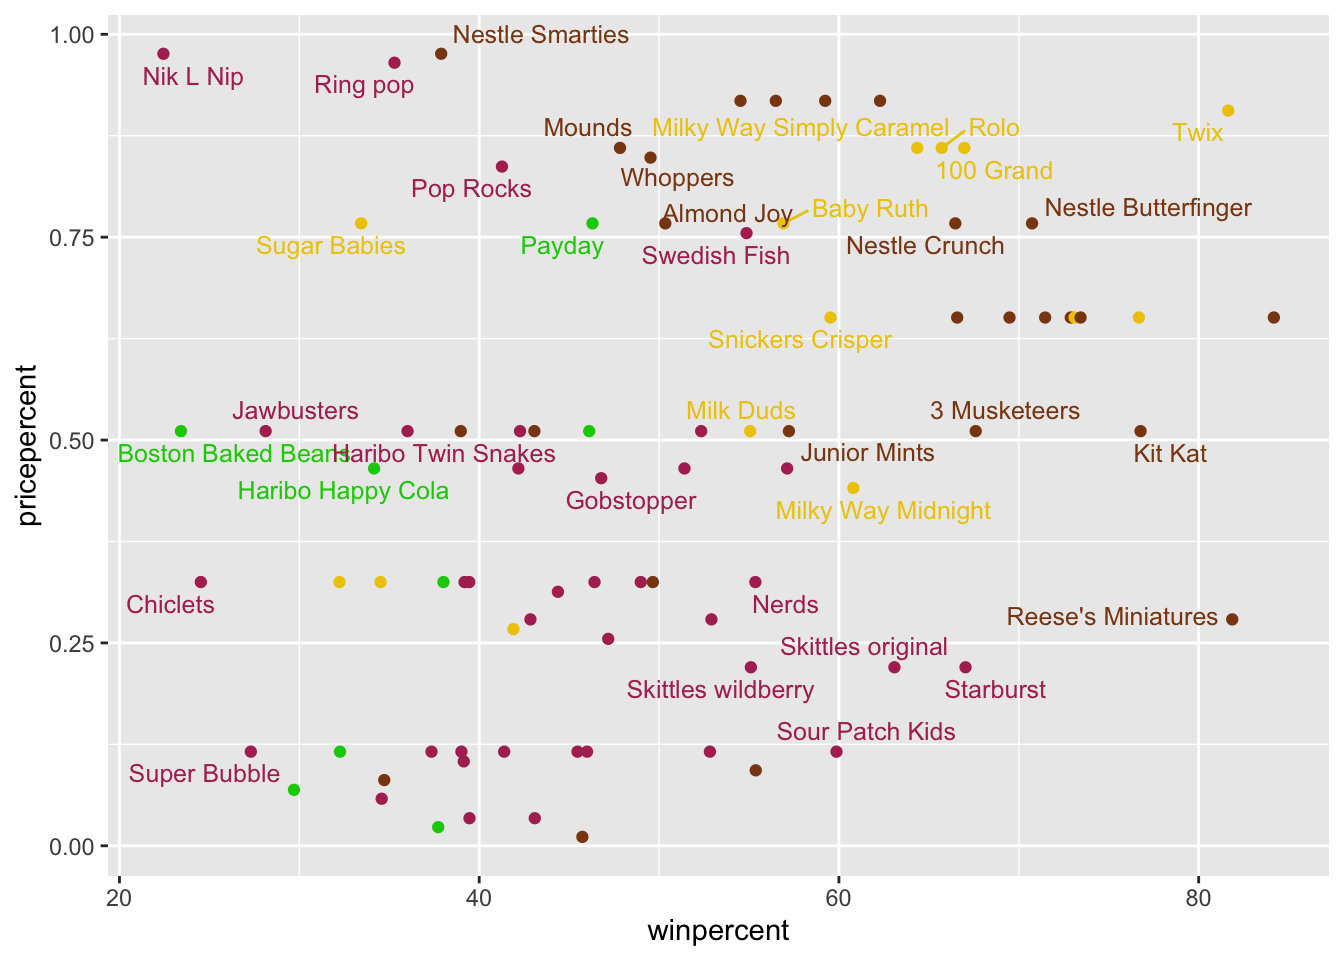 1.00
Nestle Smarties
Nik L Nip
Ring pop
Mounds
Milky Way Simply Caramel
Rolo
Twix
Whoppers
100 Grand
Pop Rocks
Almond Joy
Baby Ruth
Nestle Butterfinger
0.75
Sugar Babies
Payday
Swedish Fish
Nestle Crunch
Snickers Crisper
Jawbusters
Milk Duds
3 Musketeers
0.50
Boston Baked Beans
Haribo Twin Snakes
Junior Mints
Kit Kat
Haribo Happy Cola
Gobstopper
Milky Way Midnight
pricepercent
Chiclets
Nerds
Reese's Miniatures
0.25
Skittles original
Skittles wildberry
Starburst
Sour Patch Kids
Super Bubble
0.00
20
40
60
80
winpercent